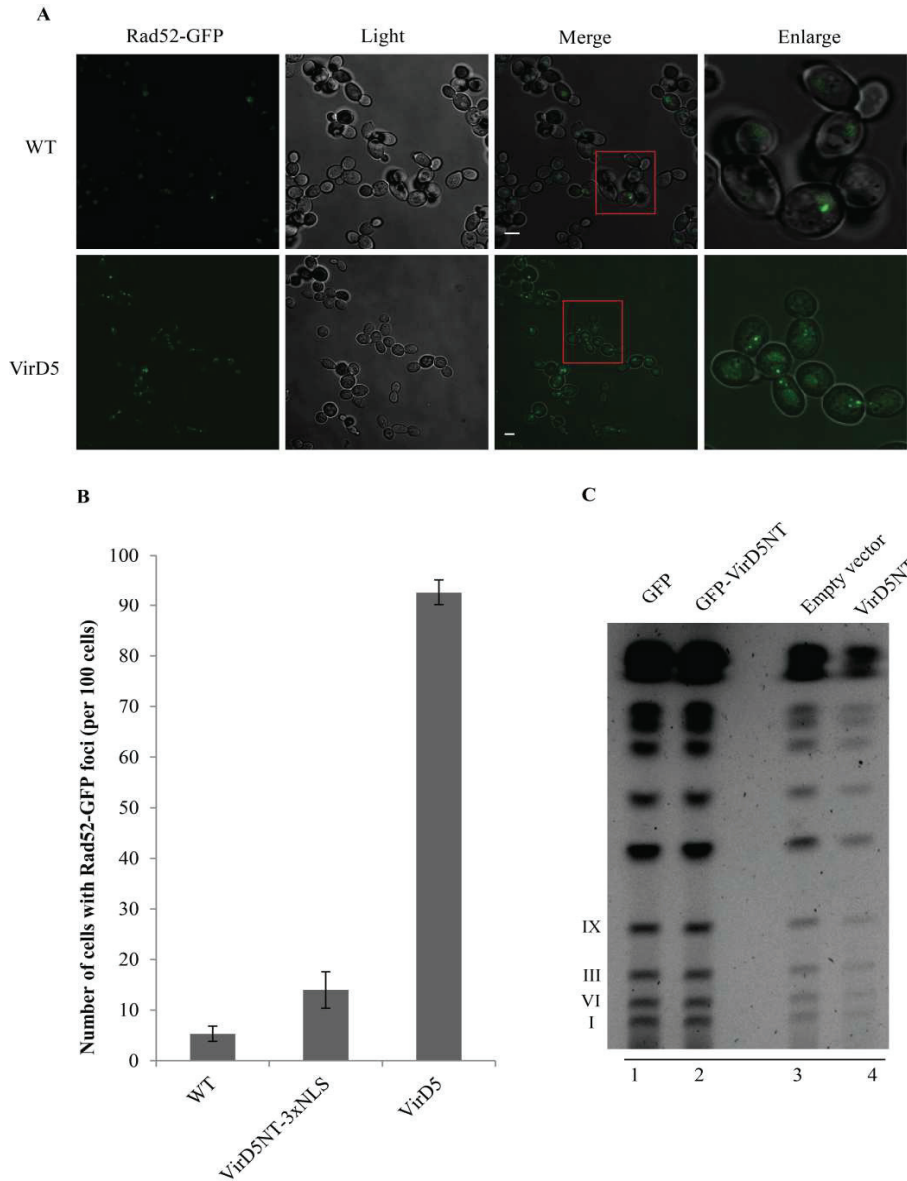 A
Rad52-GFP Light Merge Enlarge
WT
VirD5
B
Number of cells with Rad52-GFP foci (per 100 cells)
100
90
80
70
60
50
40
30
20
10
0
WT
VirD5NT-3xNLS
VirD5
C
GFP
GFP-VirD5NT
Empty vector
VirD5NT
IX
III
VI
I
1 2 3 4